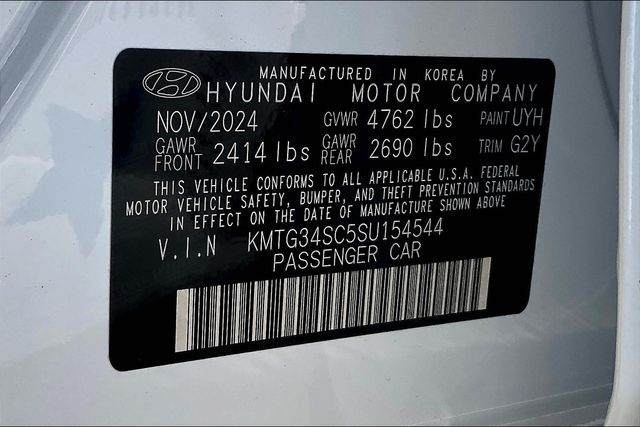 MANUFACTURED IN KOREA BY
HYUNDAI MOTOR COMPANY
NOV/2024 GVWR 4762 lbs PAINT UYH
GAWR FRONT 2414 lbs GAWR REAR 2690 lbs TRIM G2Y
THIS VEHICLE CONFORMS TO ALL APPLICABLE U.S.A. FEDERAL
MOTOR VEHICLE SAFETY, BUMPER, AND THEFT PREVENTION STANDARDS
IN EFFECT ON THE DATE OF MANUFACTURE SHOWN ABOVE
V.I.N KMTG34SC5SU154544
PASSENGER CAR